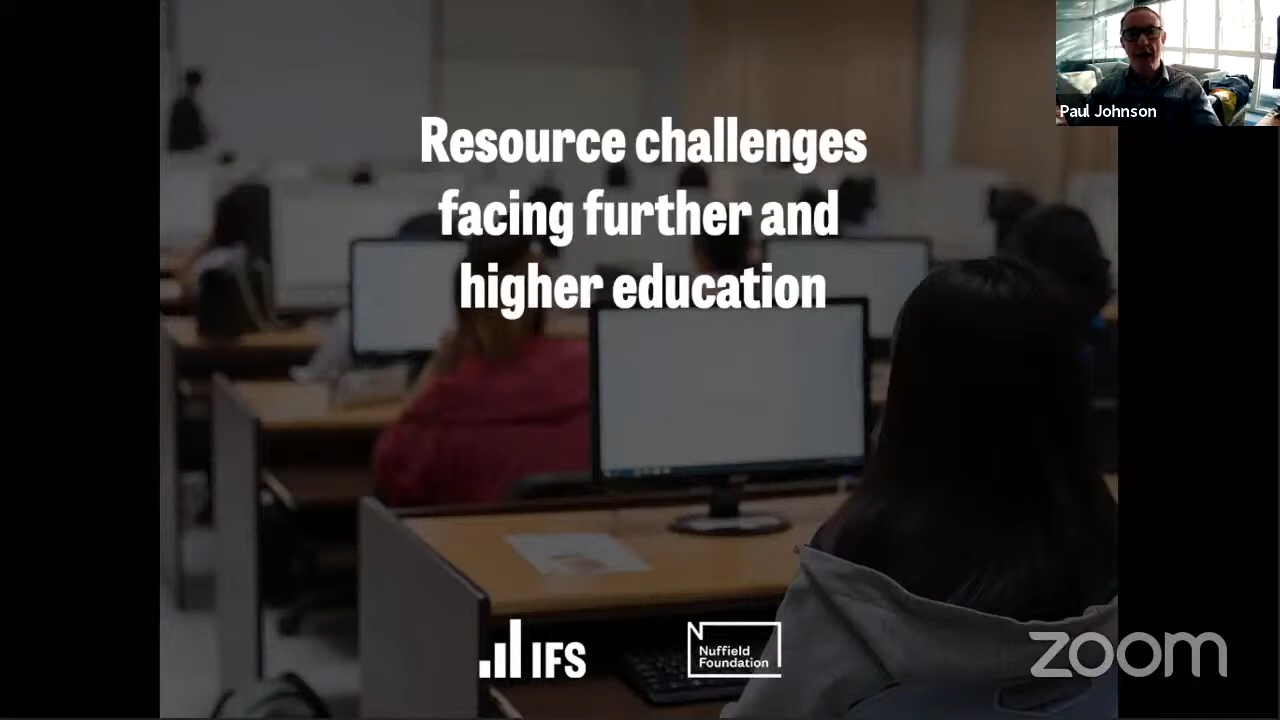 Resource challenges
facing further and
higher education
Paul Johnson
IFS
Nuffield
Foundation
zoom